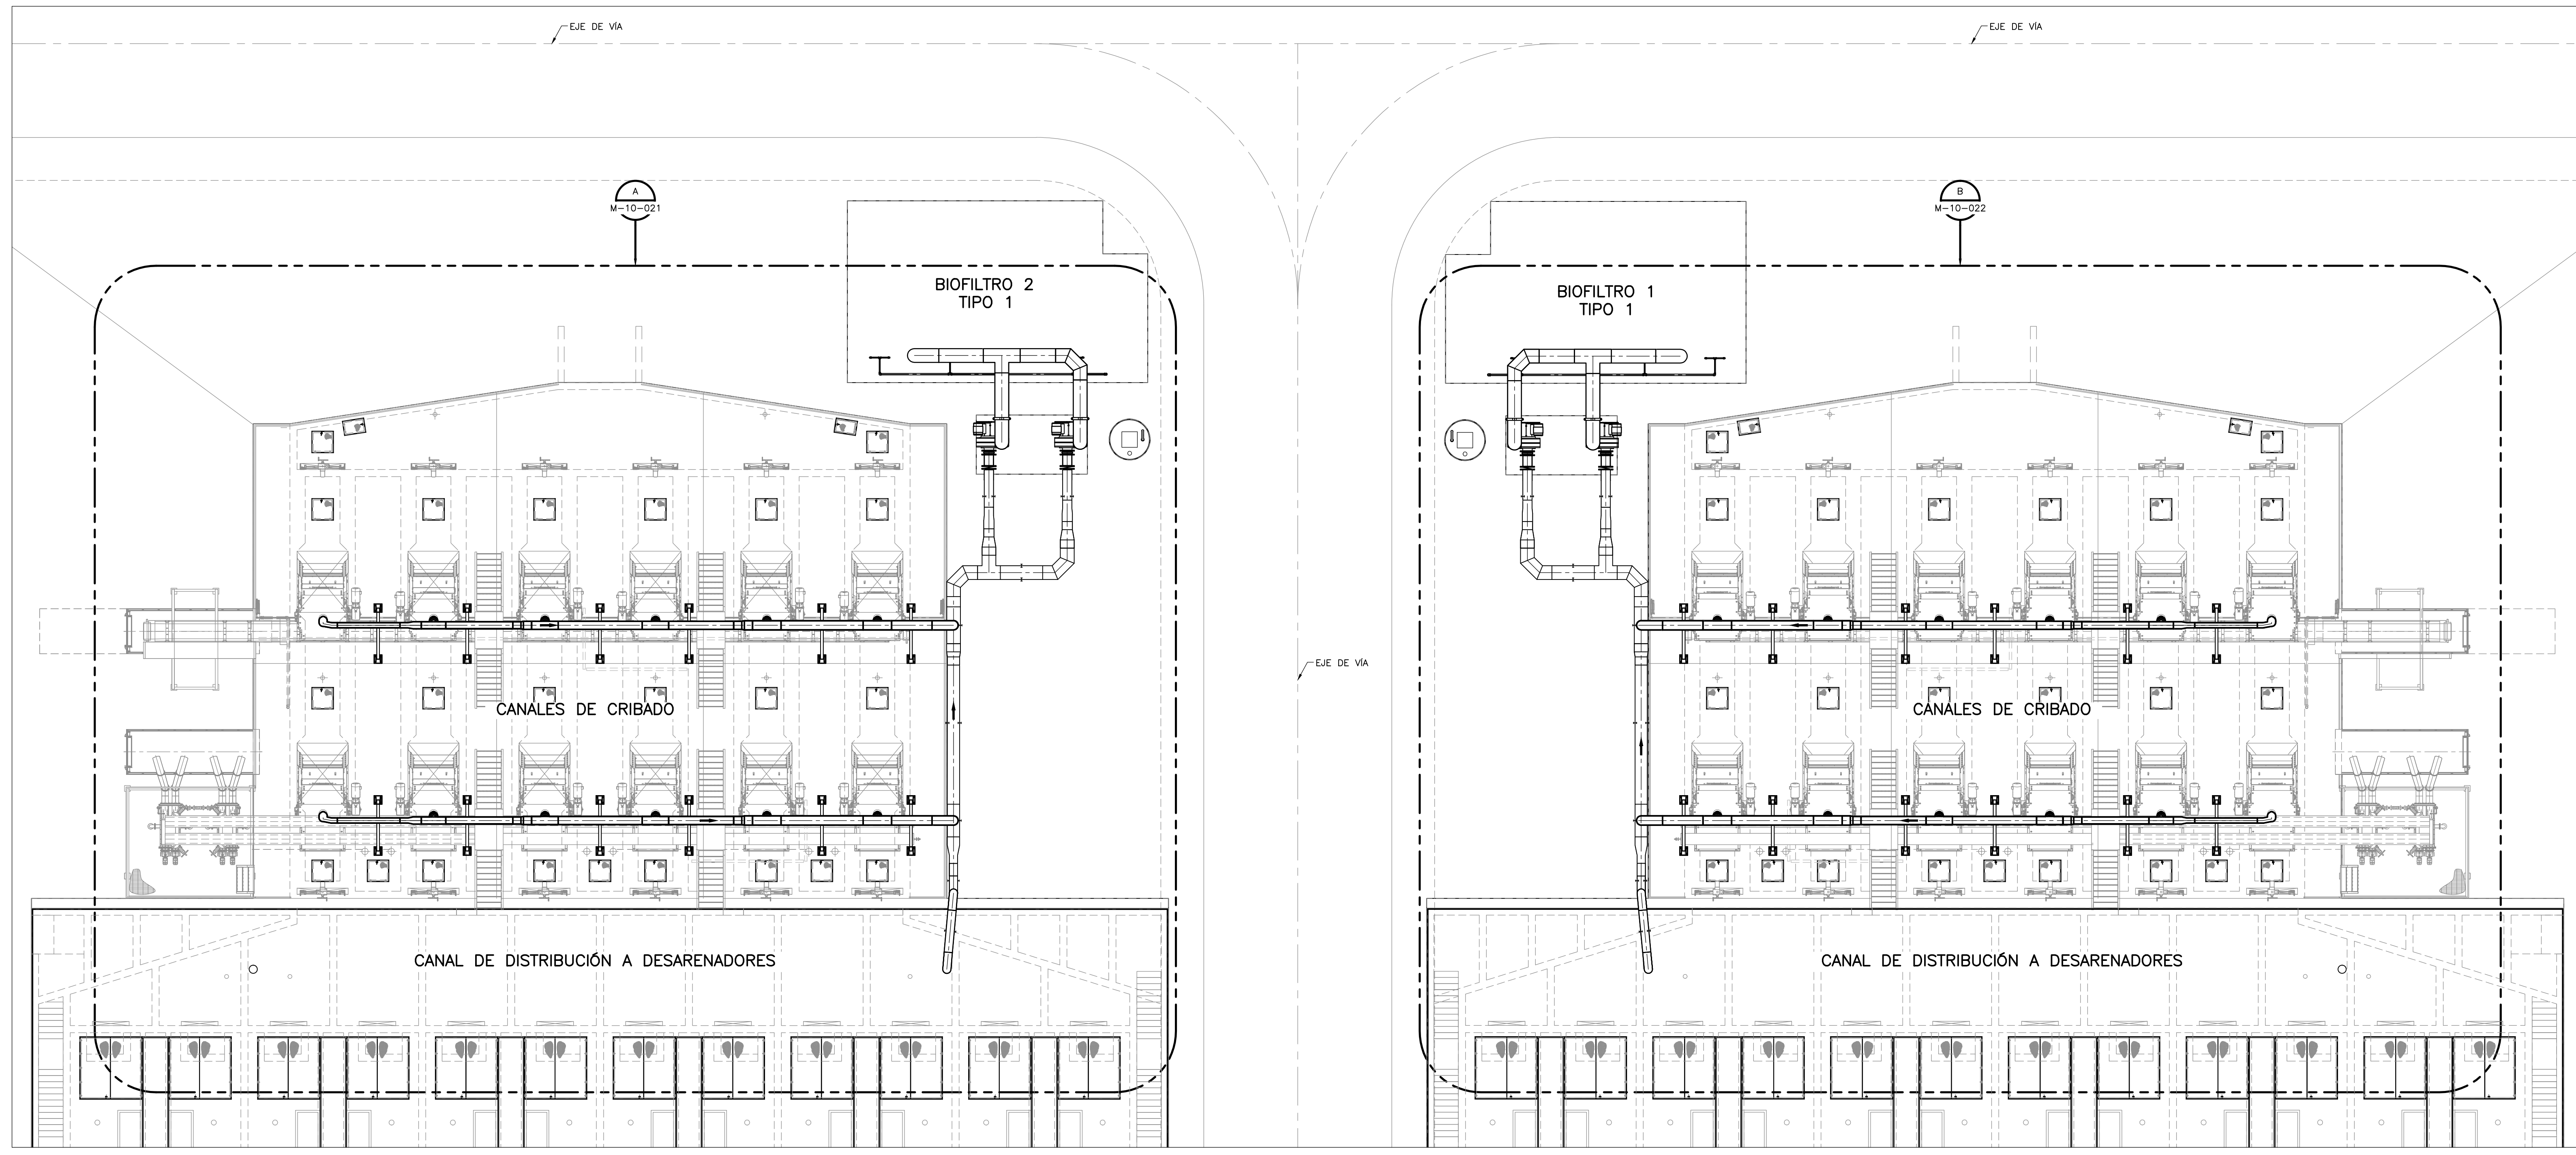 EJE DE VÍA
EJE DE VÍA
A
M-10-021
B
M-10-022
BIOFILTRO 2
TIPO 1
BIOFILTRO 1
TIPO 1
EJE DE VÍA
CANALES DE CRIBADO
CANALES DE CRIBADO
CANAL DE DISTRIBUCIÓN A DESARENADORES
CANAL DE DISTRIBUCIÓN A DESARENADORES